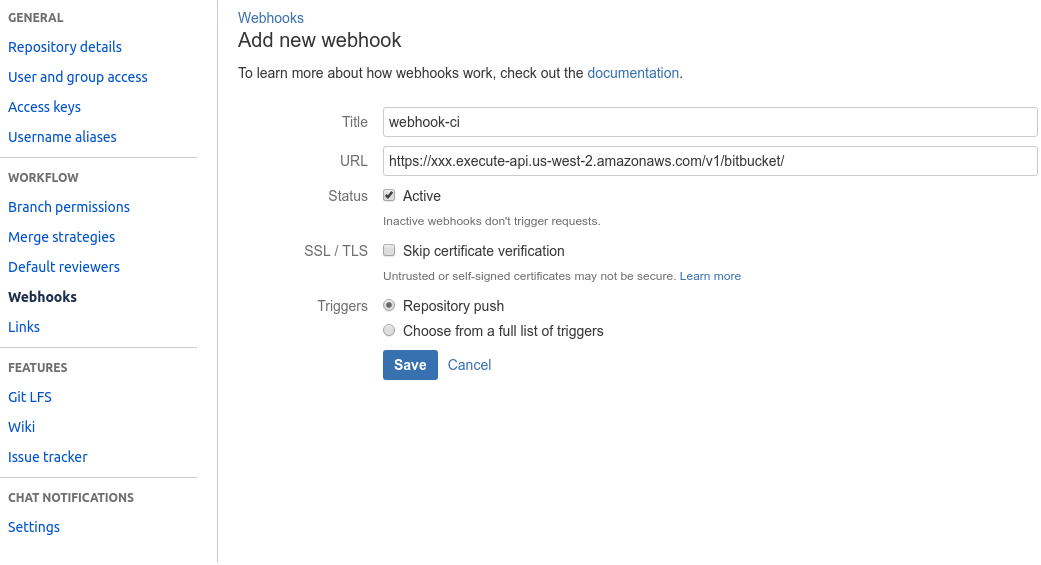 GENERAL
Repository details
User and group access
Access keys
Username aliases
WORKFLOW
Branch permissions
Merge strategies
Default reviewers
Webhooks
Links
FEATURES
Git LFS
Wiki
Issue tracker
CHAT NOTIFICATIONS
Settings
Webhooks
Add new webhook
To learn more about how webhooks work, check out the documentation.
Title webhook-ci
URL https://xxx.execute-api.us-west-2.amazonaws.com/v1/bitbucket/
Status Active
Inactive webhooks don't trigger requests.
SSL / TLS Skip certificate verification
Untrusted or self-signed certificates may not be secure. Learn more
Triggers Repository push
Choose from a full list of triggers
Save Cancel